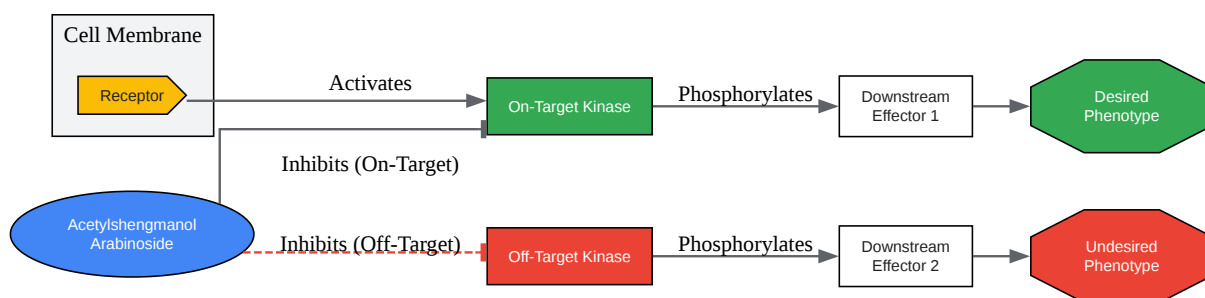 Cell Membrane
Receptor
Activates
On-Target Kinase
Phosphorylates
Downstream
Effector 1
Desired
Phenotype
Inhibits (On-Target)
Acetylshengmanol
Arabinoside
Inhibits (Off-Target)
Off-Target Kinase
Phosphorylates
Downstream
Effector 2
Undesired
Phenotype